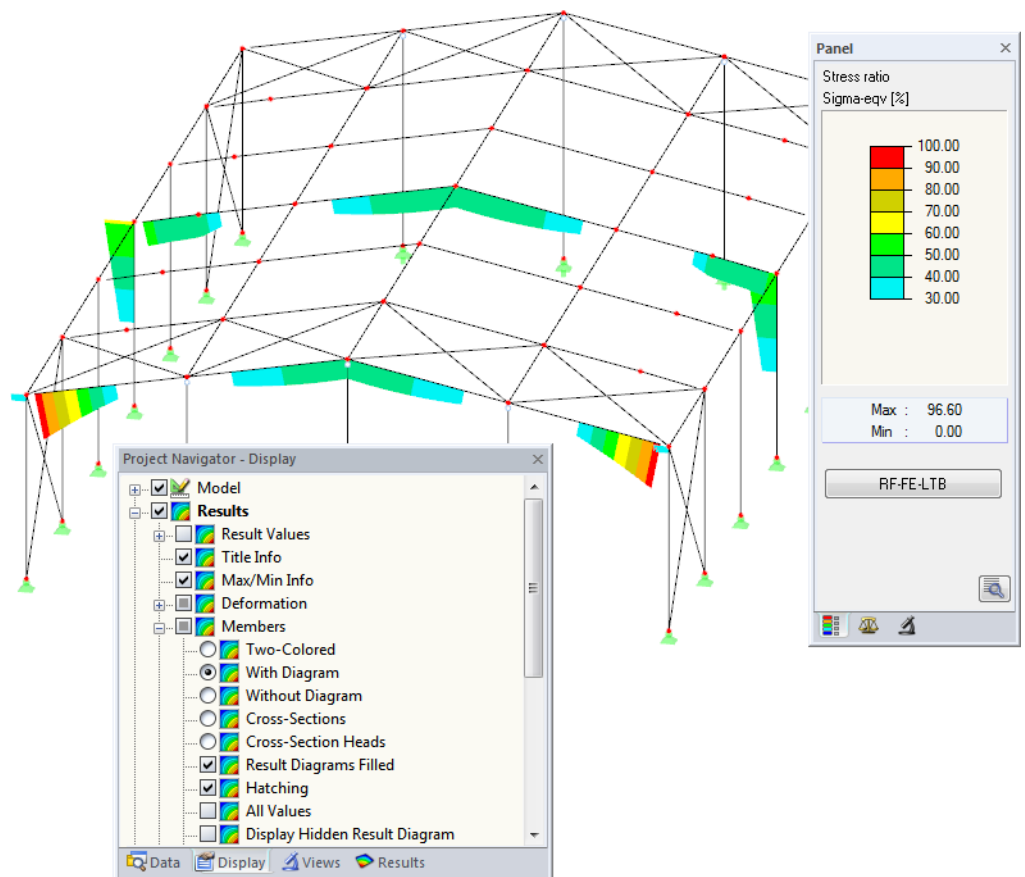 Panel
Stress ratio
Sigma-eqv [%]
100.00
90.00
80.00
70.00
60.00
50.00
40.00
30.00
Max : 96.60
Min : 0.00
RF-FE-LTB
Project Navigator - Display
Model
Results
Result Values
Title Info
Max/Min Info
Deformation
Members
Two-Colored
With Diagram
Without Diagram
Cross-Sections
Cross-Section Heads
Result Diagrams Filled
Hatching
All Values
Display Hidden Result Diagram
Data Display Views Results